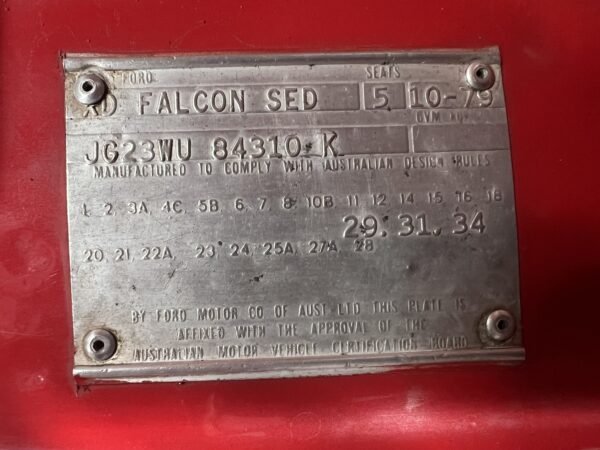 FORD SEATS
XD FALCON SED 5 10-79
GVM KG
JG23WU 84310 K
MANUFACTURED TO COMPLY WITH AUSTRALIAN DESIGN RULES
1, 2, 3A, 4C, 5B, 6, 7, 8, 10B, 11, 12, 14, 15, 16, 18
29. 31. 34
20, 21, 22A, 23, 24, 25A, 27A, 28
BY FORD MOTOR CO OF AUST LTD THIS PLATE IS
AFFIXED WITH THE APPROVAL OF THE
AUSTRALIAN MOTOR VEHICLE CERTIFICATION BOARD